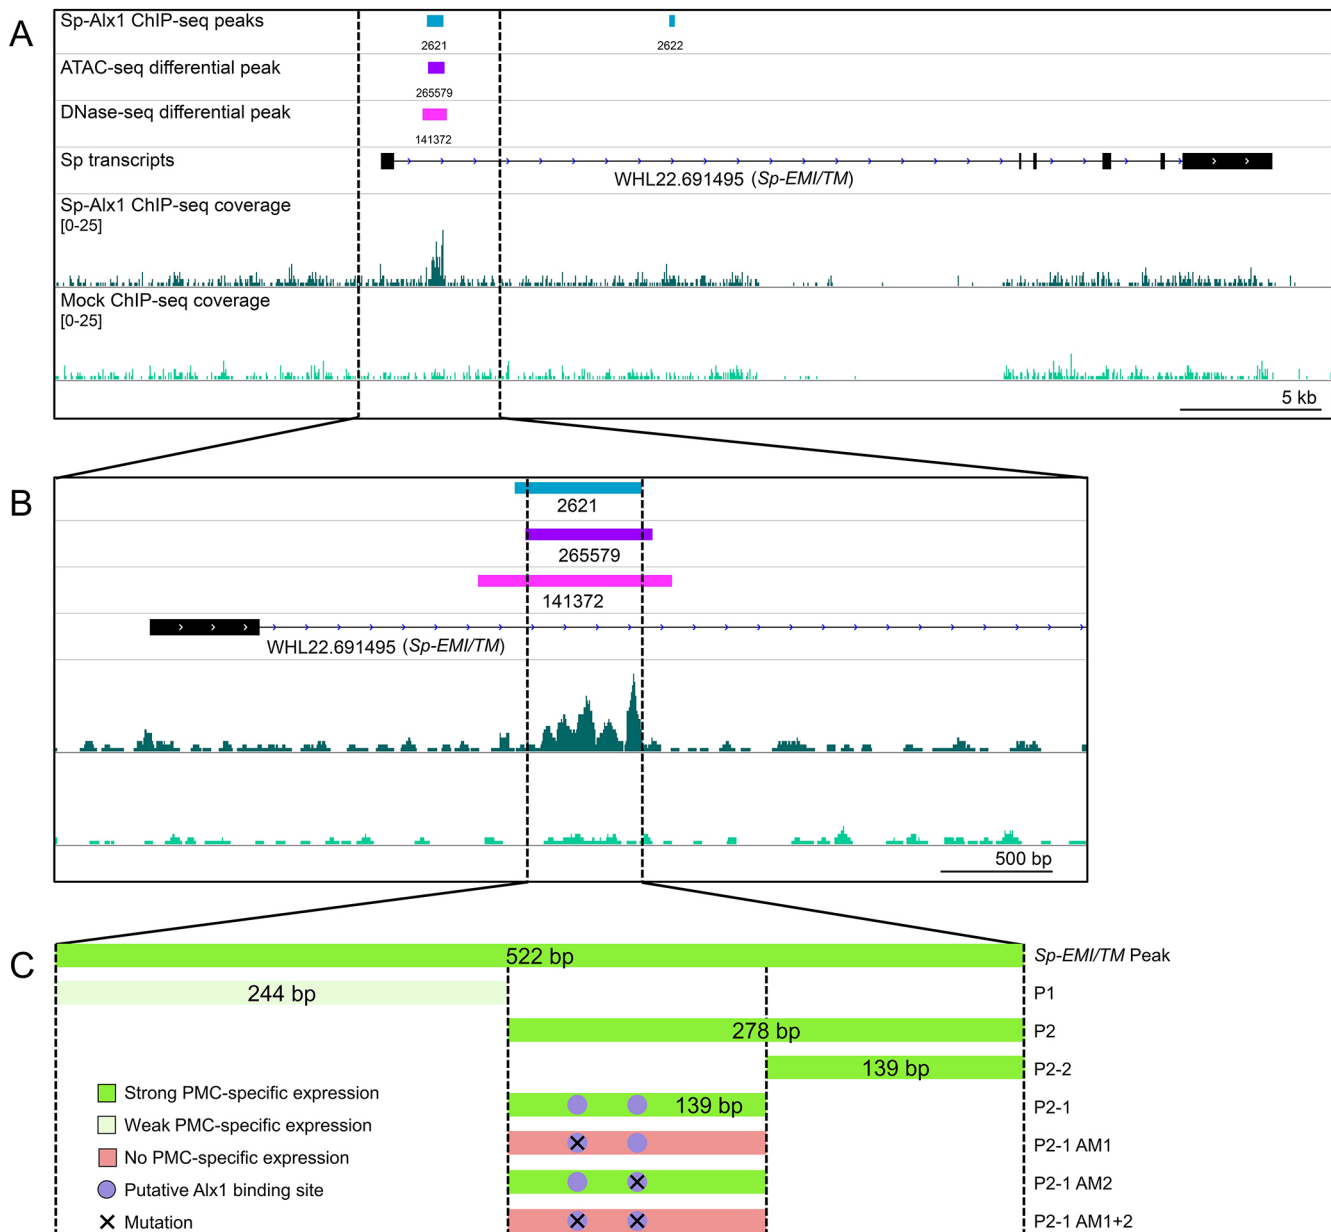 A
Sp-Alx1 ChIP-seq peaks
2621
2622
ATAC-seq differential peak
265579
DNase-seq differential peak
141372
Sp transcripts
WHL22.691495 (Sp-EMI/TM)
Sp-Alx1 ChIP-seq coverage
[0-25]
Mock ChIP-seq coverage
[0-25]
5 kb
B
2621
265579
141372
WHL22.691495 (Sp-EMI/TM)
500 bp
C
522 bp
Sp-EMI/TM Peak
244 bp
P1
278 bp
P2
139 bp
P2-2
139 bp
P2-1
P2-1 AM1
P2-1 AM2
P2-1 AM1+2
Strong PMC-specific expression
Weak PMC-specific expression
No PMC-specific expression
Putative Alx1 binding site
Mutation